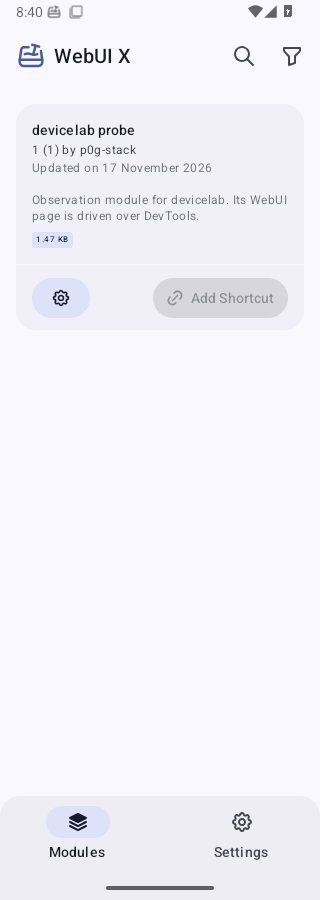 8:40
WebUI X
devicelab probe
1 (1) by p0g-stack
Updated on 17 November 2026
Observation module for devicelab. Its WebUI
page is driven over DevTools.
1.47 KB
Add Shortcut
Modules
Settings